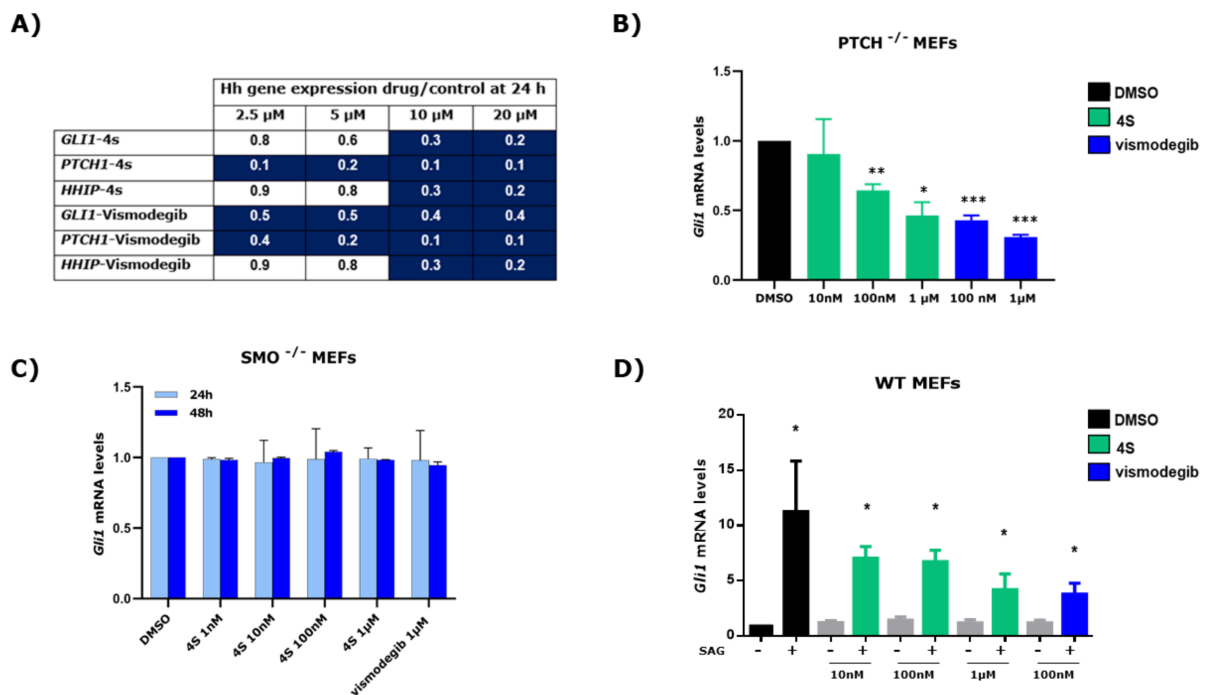 A)
Hh gene expression drug/control at 24 h
2.5 μM 5 μM 10 μM 20 μM
GLI1-4s 0.8 0.6 0.3 0.2
PTCH1-4s 0.1 0.2 0.1 0.1
HHIP-4s 0.9 0.8 0.3 0.2
GLI1-Vismodegib 0.5 0.5 0.4 0.4
PTCH1-Vismodegib 0.4 0.2 0.1 0.1
HHIP-Vismodegib 0.9 0.8 0.3 0.2
B)
PTCH -/- MEFs
DMSO
4S
vismodegib
Gli1 mRNA levels
1.5
1.0
0.5
0.0
** * *** ***
DMSO 10nM 100nM 1 μM 100 nM 1μM
C)
SMO -/- MEFs
24h
48h
Gli1 mRNA levels
1.5
1.0
0.5
0.0
DMSO
4S 1nM
4S 10nM
4S 100nM
4S 1μM
vismodegib 1μM
D)
WT MEFs
DMSO
4S
vismodegib
Gli1 mRNA levels
20
15
10
5
0
* * * * *
SAG - + - + - + - + - +
10nM 100nM 1μM 100nM